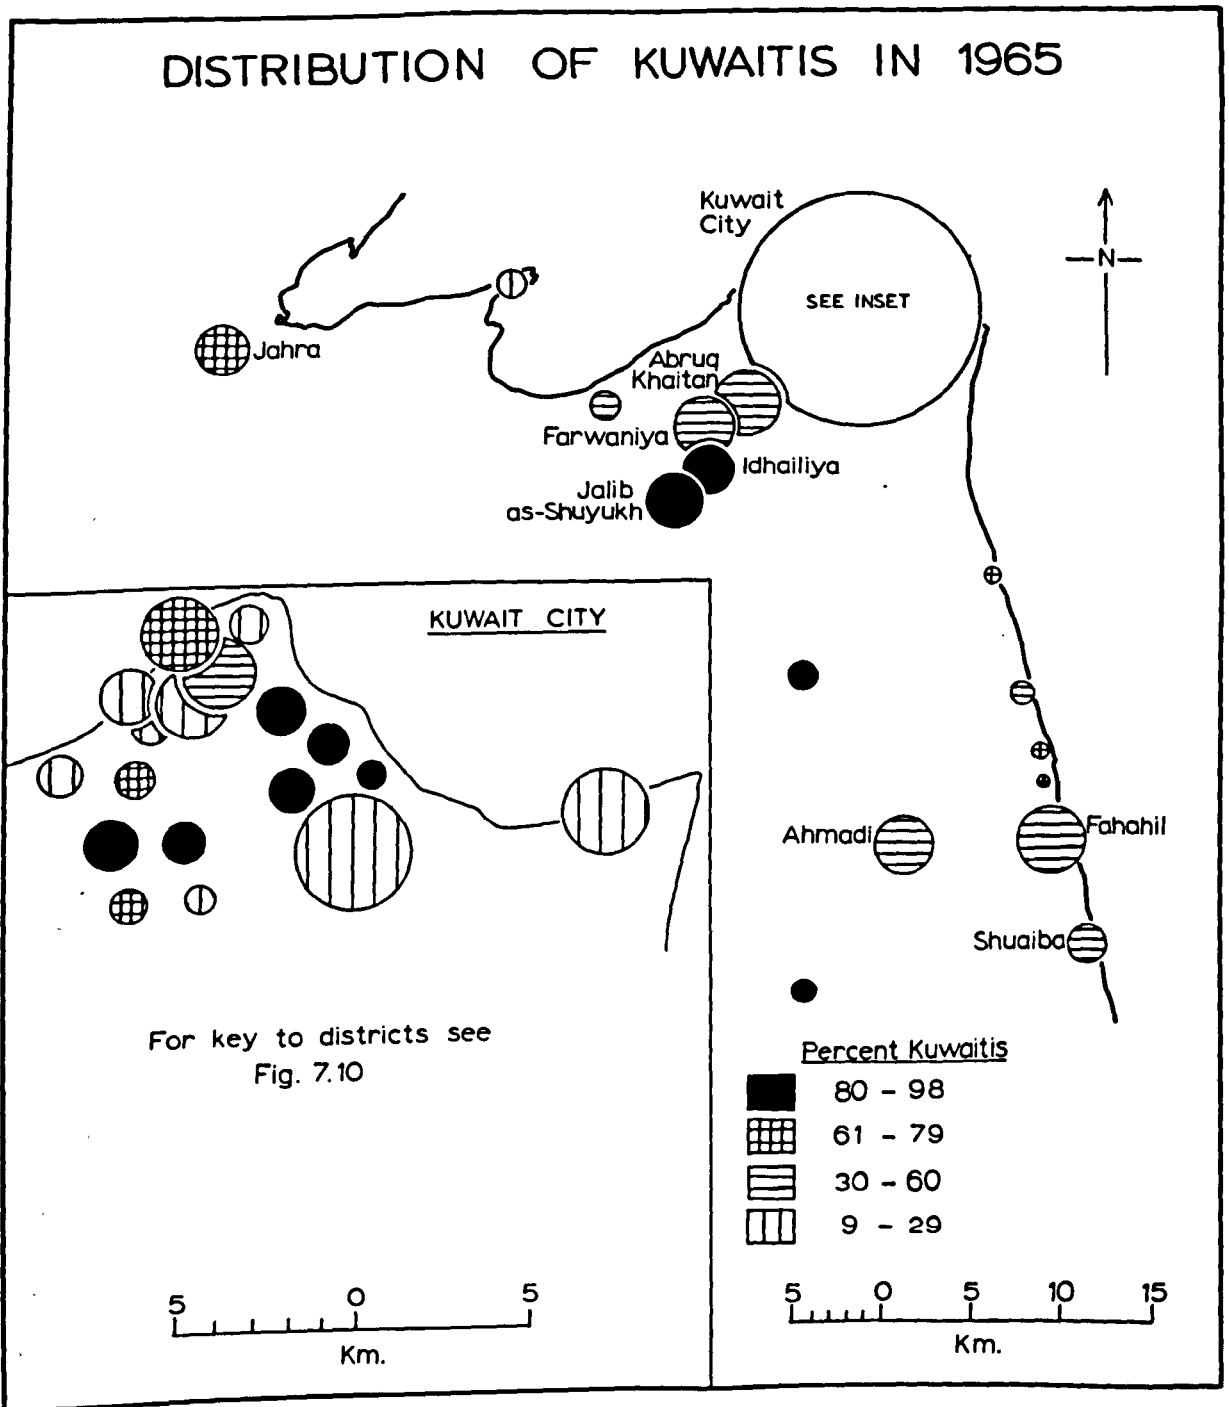 DISTRIBUTION OF KUWAITIS IN 1965
Kuwait
City
N
SEE INSET
Jahra
Abruq
Khaitan
Farwaniya
Idhailiya
Jalib
as-Shuyukh
KUWAIT CITY
Ahmadi
Fahahil
Shuaiba
For key to districts see
Fig. 7.10
Percent Kuwaitis
80 - 98
61 - 79
30 - 60
9 - 29
5 0 5
Km.
5 0 5 10 15
Km.